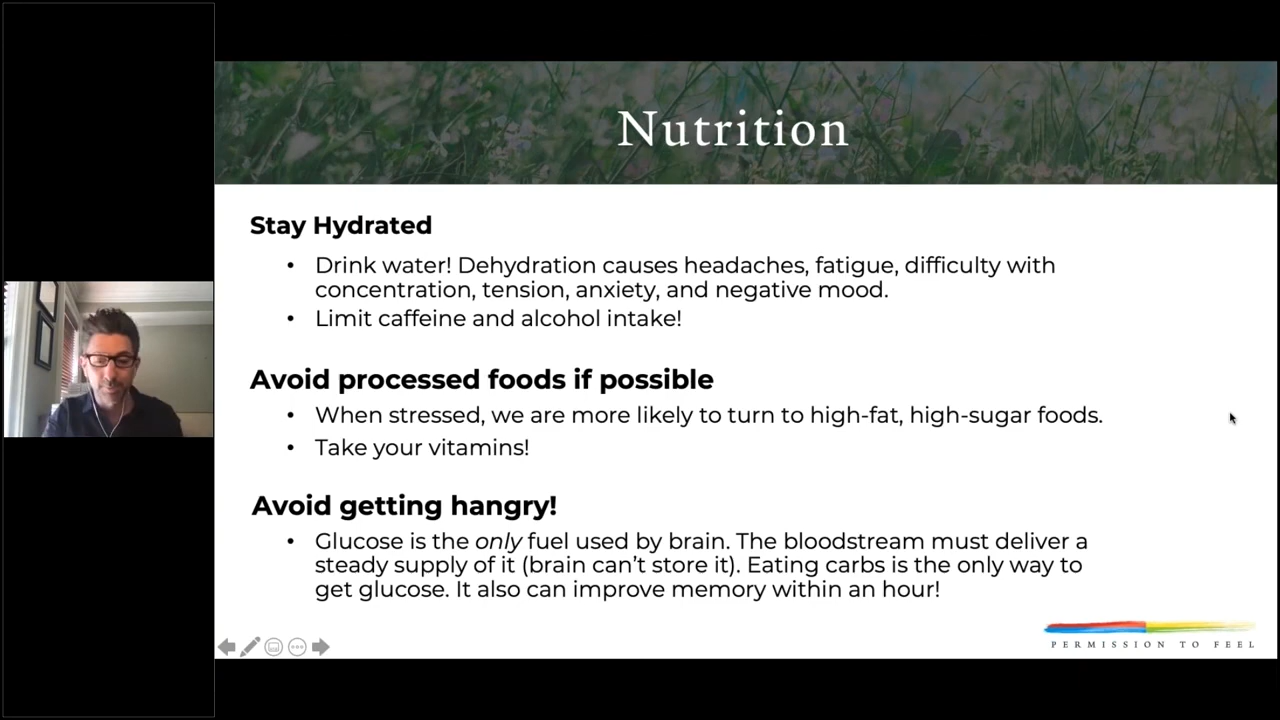 Nutrition
Stay Hydrated
• Drink water! Dehydration causes headaches, fatigue, difficulty with
concentration, tension, anxiety, and negative mood.
• Limit caffeine and alcohol intake!
Avoid processed foods if possible
• When stressed, we are more likely to turn to high-fat, high-sugar foods.
• Take your vitamins!
Avoid getting hangry!
• Glucose is the only fuel used by brain. The bloodstream must deliver a
steady supply of it (brain can’t store it). Eating carbs is the only way to
get glucose. It also can improve memory within an hour!
PERMISSION TO FEEL